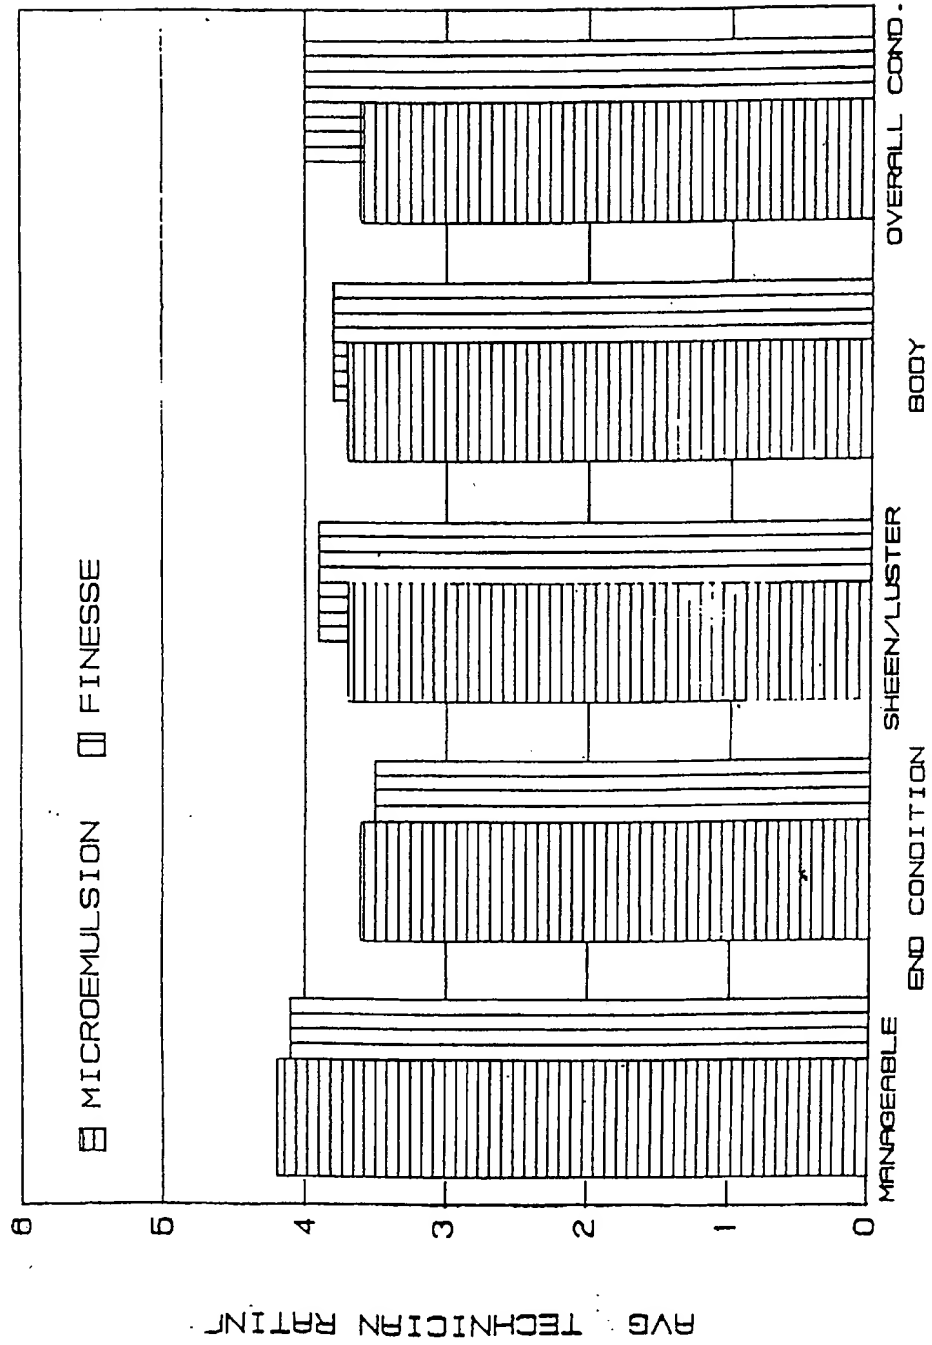 MICROEMULSION FINESSE
6
5
4
3
2
1
0
AVG TECHNICIAN RATING
MANAGEABLE
END CONDITION
SHEEN/LUSTER
BODY
OVERALL COND.